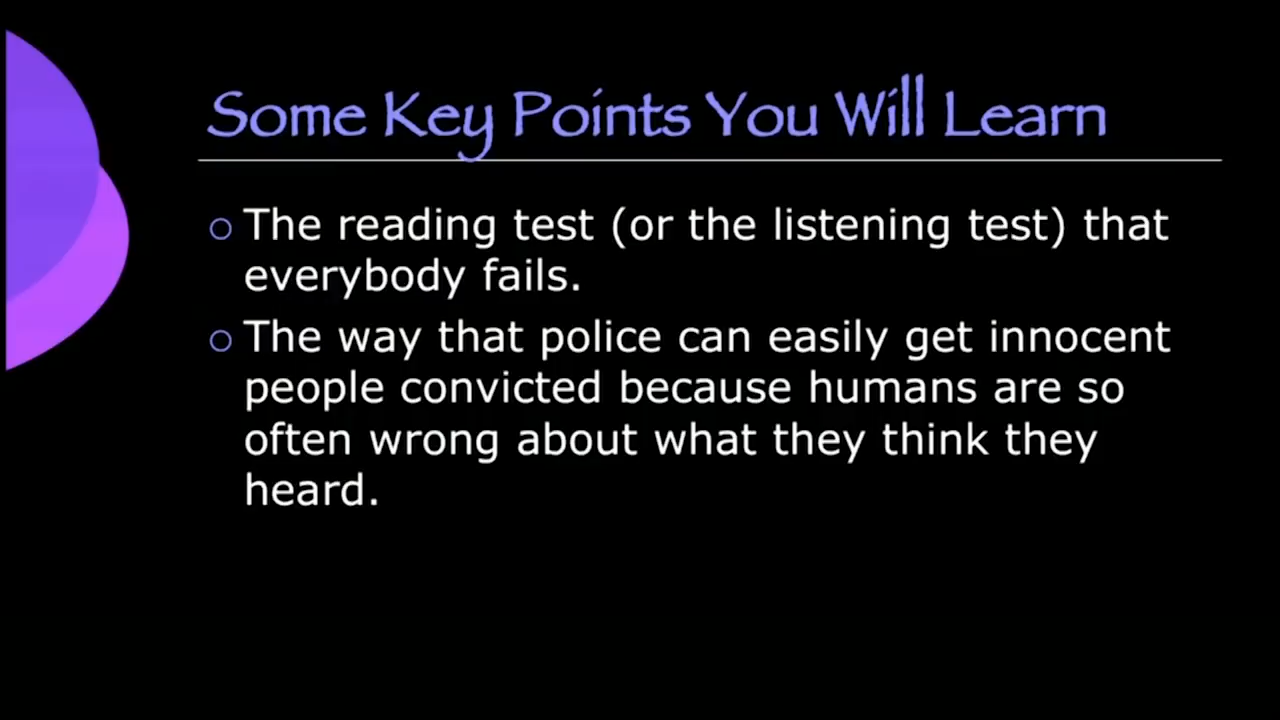 Some Key Points You Will Learn
The reading test (or the listening test) that
everybody fails.
The way that police can easily get innocent
people convicted because humans are so
often wrong about what they think they
heard.